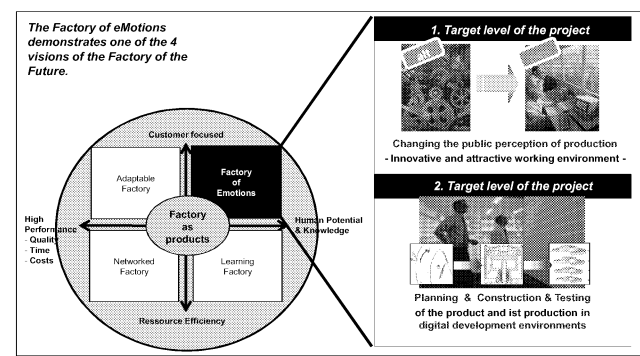 The Factory of eMotions
demonstrates one of the 4
visions of the Factory of the
Future.
Customer focused
Adaptable
Factory
Factory
of
Emotions
High
Performance
- Quality
- Time
- Costs
Factory
as
products
Human Potential
& Knowledge
Networked
Factory
Learning
Factory
Ressource Efficiency
1. Target level of the project
Changing the public perception of production
- Innovative and attractive working environment -
2. Target level of the project
Planning & Construction & Testing
of the product and ist production in
digital development environments